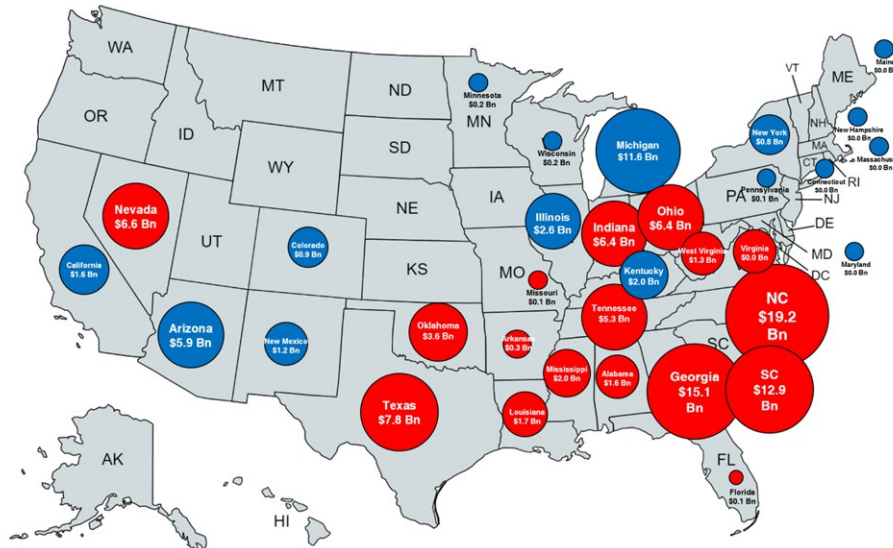 WA
MT
ND
OR
ID
WY
SD
NE
IA
UT
KS
MO
MN
Minnesota
$0.2 Bn
Wisconsin
$0.2 Bn
Michigan
$11.6 Bn
VT
ME
Maine
$0.0 Bn
NH
New Hampshire
$0.0 Bn
New York
$0.8 Bn
MA
Massachuse
$0.0 Bn
CT
Connecticut
$0.0 Bn
RI
PA
Pennsylvania
$0.1 Bn
NJ
DE
MD
DC
Maryland
$0.0 Bn
Nevada
$6.6 Bn
California
$1.6 Bn
Colorado
$0.9 Bn
Illinois
$2.6 Bn
Indiana
$6.4 Bn
Ohio
$6.4 Bn
West Virginia
$1.3 Bn
Virginia
$0.0 Bn
Kentucky
$2.0 Bn
Missouri
$0.1 Bn
Arizona
$5.9 Bn
New Mexico
$1.2 Bn
Oklahoma
$3.6 Bn
Arkansas
$0.3 Bn
Tennessee
$5.3 Bn
NC
$19.2
Bn
SC
SC
$12.9
Bn
Georgia
$15.1
Bn
Mississippi
$2.0 Bn
Alabama
$1.6 Bn
Louisiana
$1.7 Bn
Texas
$7.8 Bn
FL
Florida
$0.1 Bn
AK
HI